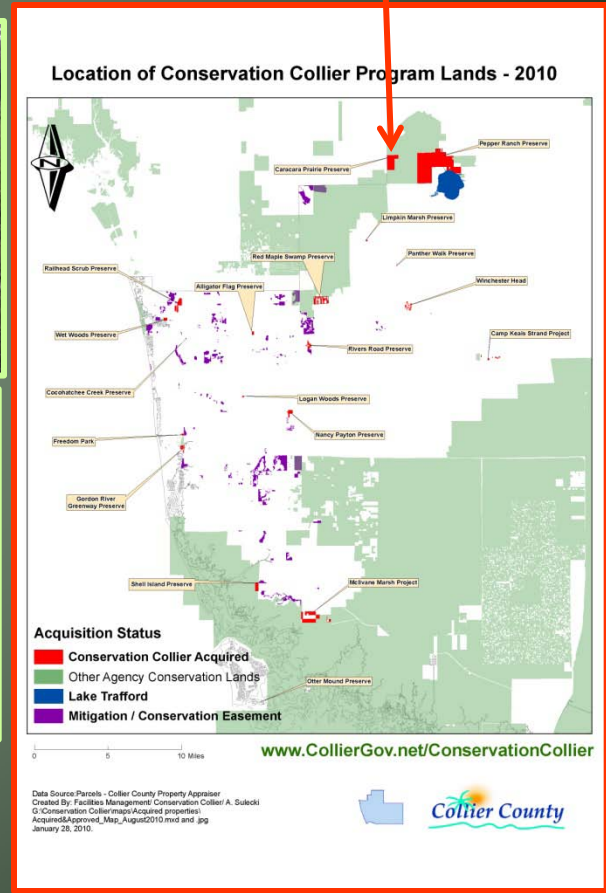 Location of Conservation Collier Program Lands - 2010
N
Pepper Ranch Preserve
Caracara Prairie Preserve
Limpkin Marsh Preserve
Panther Walk Preserve
Red Maple Swamp Preserve
Railhead Scrub Preserve
Alligator Flag Preserve
Winchester Head
Wet Woods Preserve
Rivers Road Preserve
Camp Keais Strand Project
Cocohatchee Creek Preserve
Logan Woods Preserve
Freedom Park
Nancy Payton Preserve
Gordon River
Greenway Preserve
Shell Island Preserve
McIlvane Marsh Project
Otter Mound Preserve
Acquisition Status
Conservation Collier Acquired
Other Agency Conservation Lands
Lake Trafford
Mitigation / Conservation Easement
0 5 10 Miles
www.CollierGov.net/ConservationCollier
Data Source:Parcels - Collier County Property Appraiser
Created By: Facilities Management/ Conservation Collier/ A. Sulecki
G:\Conservation Collier\maps\Acquired properties\
Acquired&Approved_Map_August2010.mxd and .jpg
January 28, 2010.
Collier County